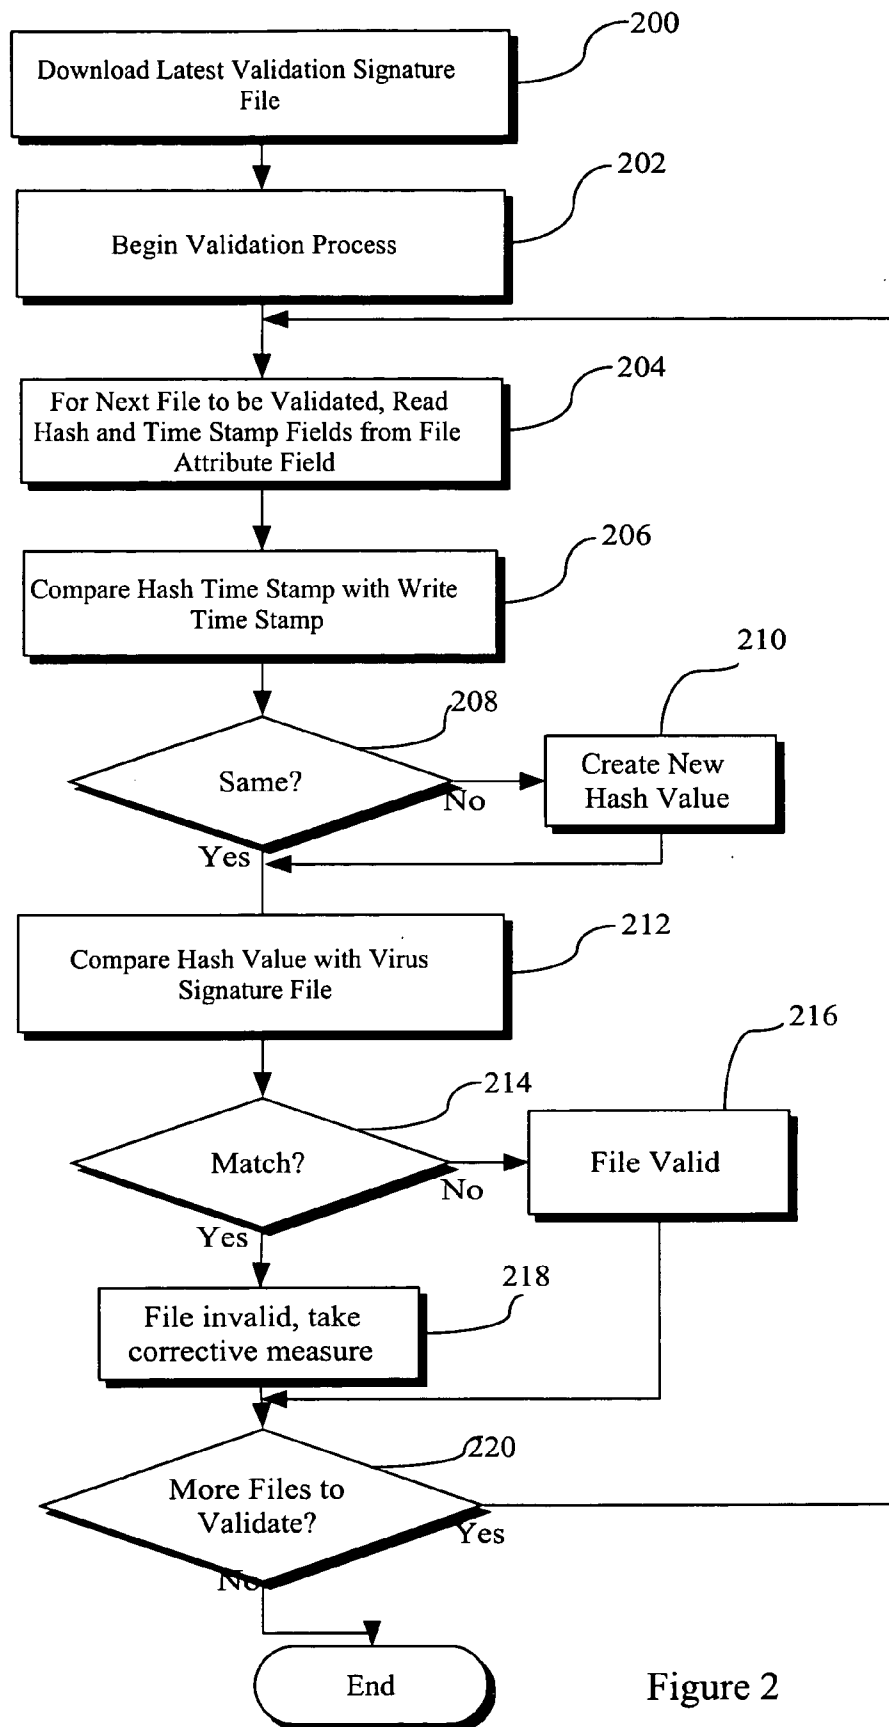 200
Download Latest Validation Signature
File
202
Begin Validation Process
204
For Next File to be Validated, Read
Hash and Time Stamp Fields from File
Attribute Field
206
Compare Hash Time Stamp with Write
Time Stamp
208
210
Same?
No
Create New
Hash Value
Yes
212
Compare Hash Value with Virus
Signature File
214
216
Match?
No
File Valid
Yes
218
File invalid, take
corrective measure
220
More Files to
Validate?
Yes
No
End
Figure 2